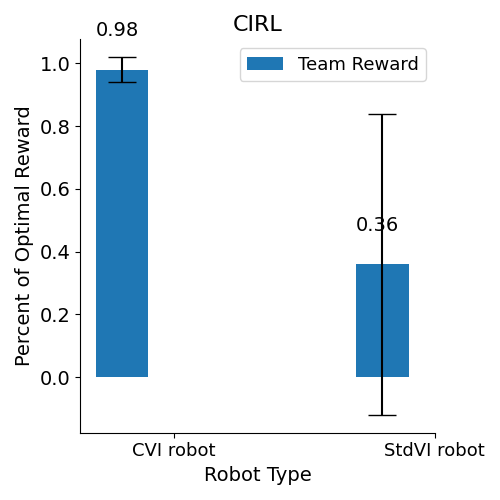 CIRL
0.98
Team Reward
1.0
0.8
0.6
0.4
0.2
0.0
0.36
Percent of Optimal Reward
CVI robot
StdVI robot
Robot Type